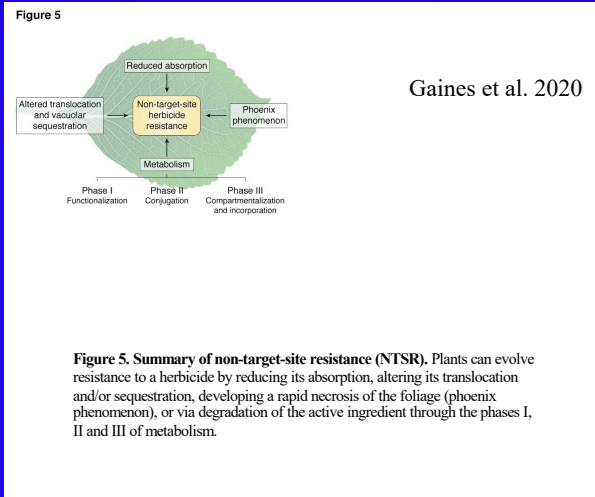 Figure 5
Gaines et al. 2020
Reduced absorption
Altered translocation
and vacuolar
sequestration
Non-target-site
herbicide
resistance
Phoenix
phenomenon
Metabolism
Phase I
Functionalization
Phase II
Conjugation
Phase III
Compartmentalization
and incorporation
Figure 5. Summary of non-target-site resistance (NTSR). Plants can evolve
resistance to a herbicide by reducing its absorption, altering its translocation
and/or sequestration, developing a rapid necrosis of the foliage (phoenix
phenomenon), or via degradation of the active ingredient through the phases I,
II and III of metabolism.